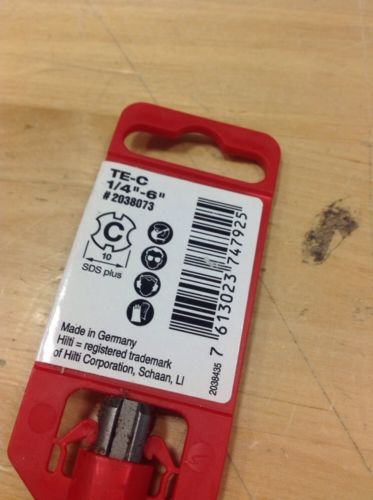 TE-C
1/4"-6"
# 2038073
C
10
SDS plus
Made in Germany
Hilti = registered trademark
of Hilti Corporation, Schaan, LI
7 613023 747925
2038435